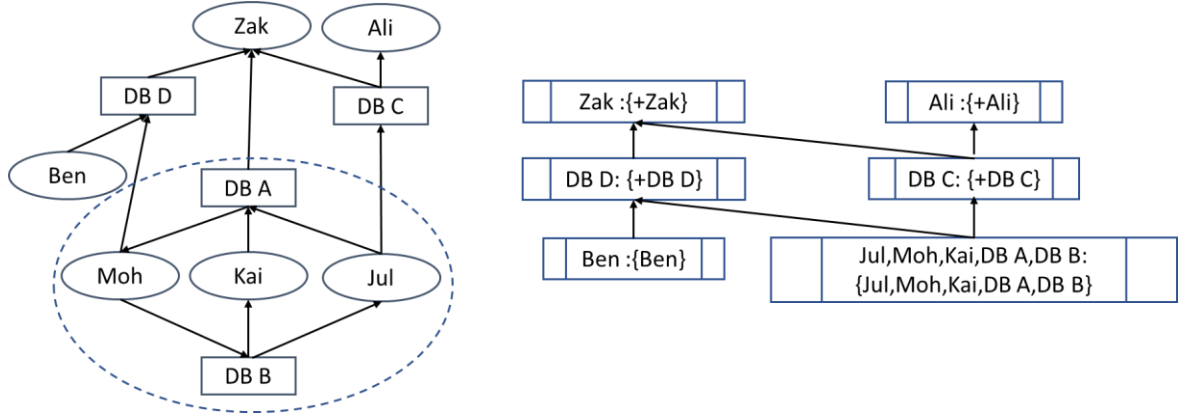 Zak
Ali
DB D
DB C
Ben
DB A
Moh
Kai
Jul
DB B
Zak :{+Zak}
Ali :{+Ali}
DB D: {+DB D}
DB C: {+DB C}
Ben :{Ben}
Jul,Moh,Kai,DB A,DB B:
{Jul,Moh,Kai,DB A,DB B}